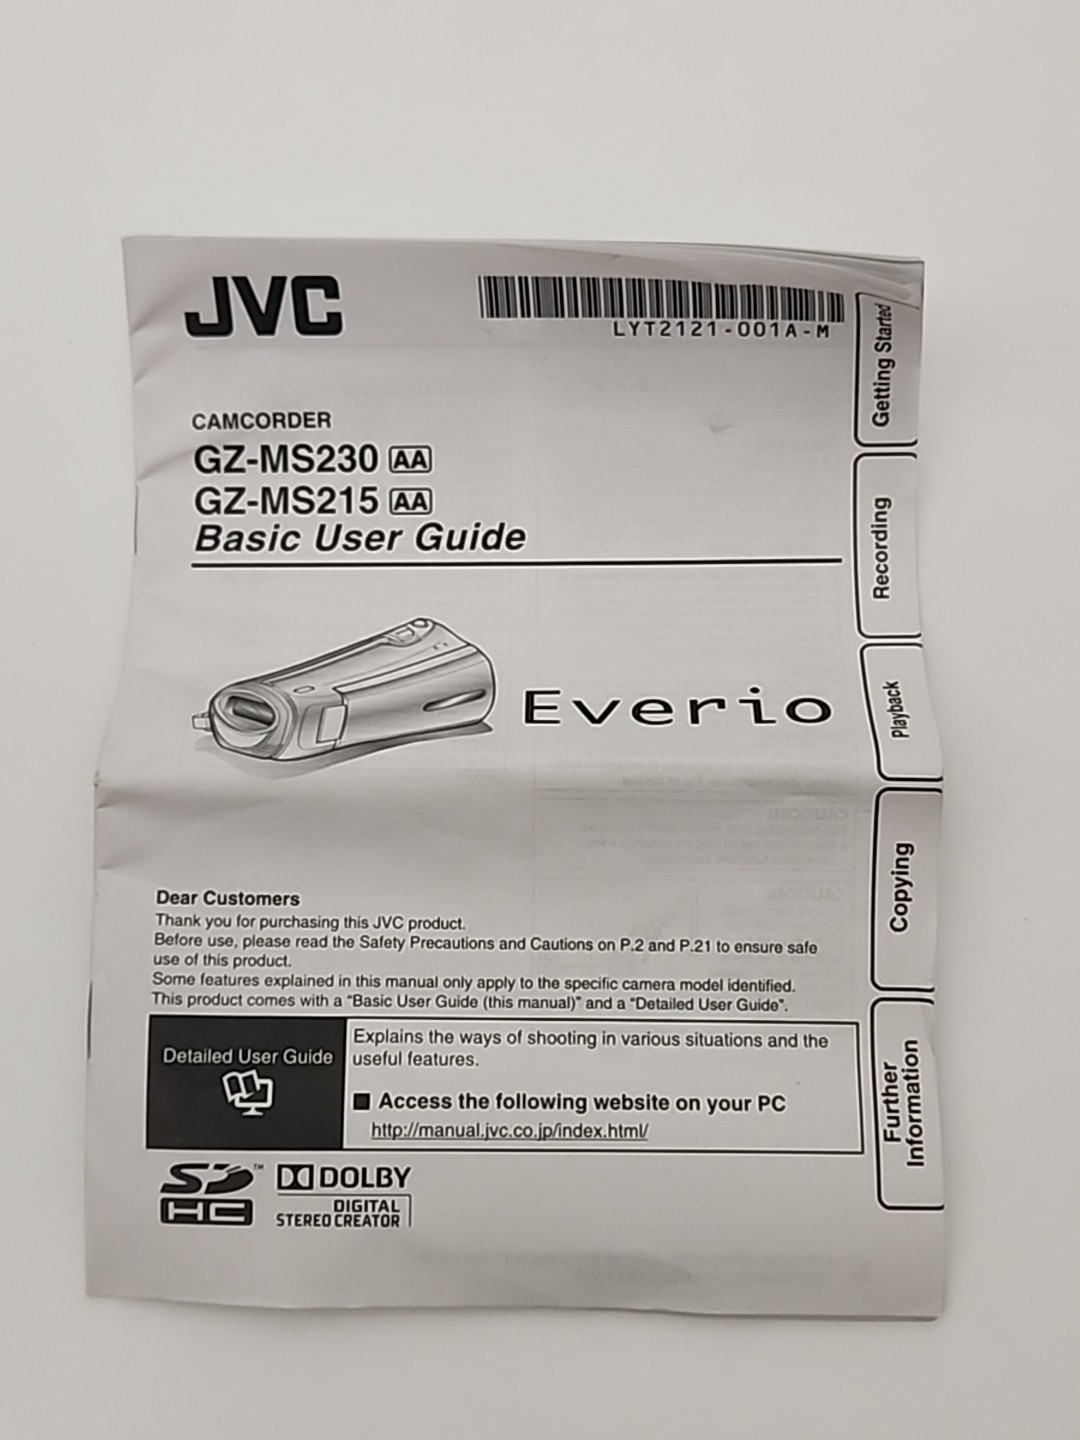 JVC
LYT2121-001A-M
CAMCORDER
GZ-MS230 AA
GZ-MS215 AA
Basic User Guide
Everio
Getting Started
Recording
Playback
Copying
Further
Information
Dear Customers
Thank you for purchasing this JVC product.
Before use, please read the Safety Precautions and Cautions on P.2 and P.21 to ensure safe
use of this product.
Some features explained in this manual only apply to the specific camera model identified.
This product comes with a "Basic User Guide (this manual)" and a "Detailed User Guide".
Detailed User Guide
Explains the ways of shooting in various situations and the
useful features.
■ Access the following website on your PC
http://manual.jvc.co.jp/index.html/
SD™
HC
DOLBY
DIGITAL
STEREO CREATOR